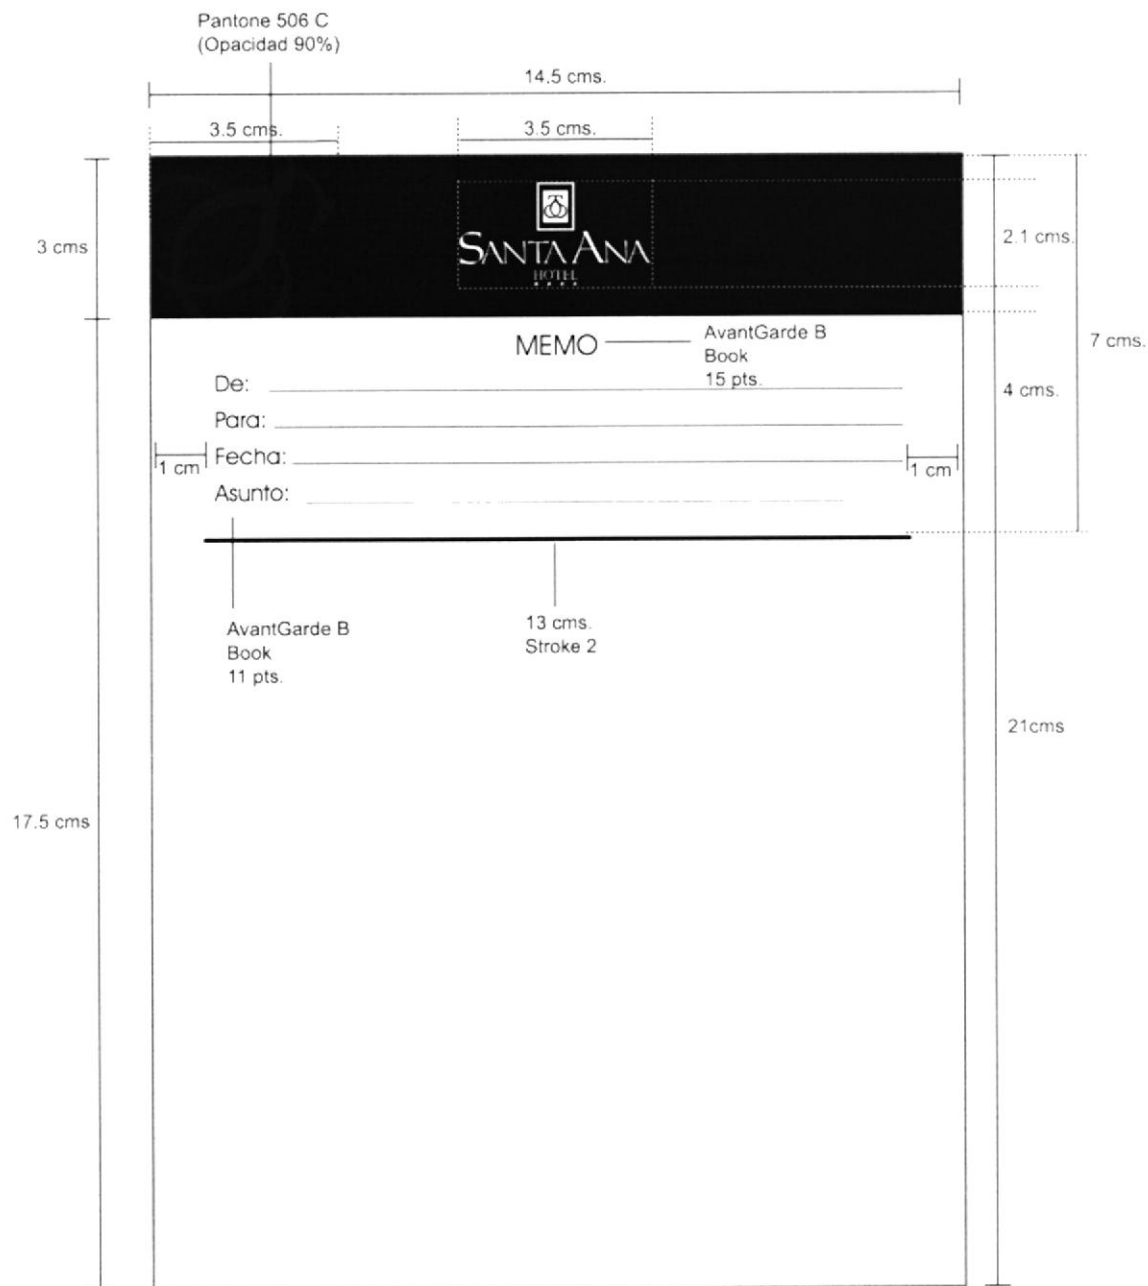 Pantone 506 C
(Opacidad 90%)
14.5 cms.
3.5 cms.
3.5 cms.
3 cms
SANTA ANA
HOTEL
2.1 cms.
MEMO
AvantGarde B
Book
15 pts.
7 cms.
De:
4 cms.
Para:
1 cm
Fecha:
1 cm
Asunto:
AvantGarde B
Book
11 pts.
13 cms.
Stroke 2
21cms
17.5 cms